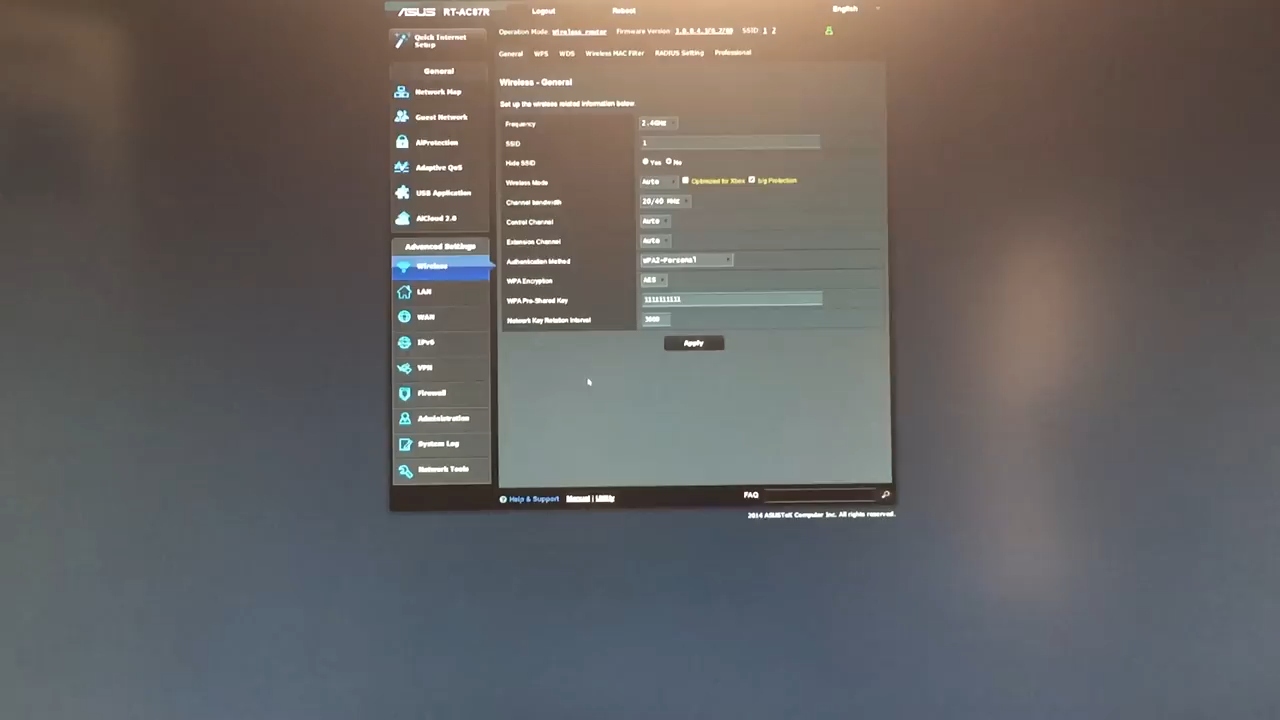 ASUS RT-AC87R Logout Reboot English
Quick Internet Setup
Operation Mode: Wireless router Firmware Version: SSID: 1 2
General WPS WDS Wireless MAC Filter RADIUS Setting Professional
General
Network Map
Guest Network
AiProtection
Adaptive QoS
USB Application
AiCloud 2.0
Advanced Settings
Wireless
LAN
WAN
IPv6
VPN
Firewall
Administration
System Log
Network Tools
Wireless - General
Set up the wireless related information below.
Frequency 2.4GHz
SSID 1
Hide SSID Yes No
Wireless Mode Auto Optimized for Xbox b/g Protection
Channel bandwidth 20/40 MHz
Control Channel Auto
Extension Channel Auto
Authentication Method WPA2-Personal
WPA Encryption AES
WPA Pre-Shared Key 1111111111
Network Key Rotation Interval 3600
Apply
Help & Support Manual | Utility FAQ
2014 ASUSTeK Computer Inc. All rights reserved.